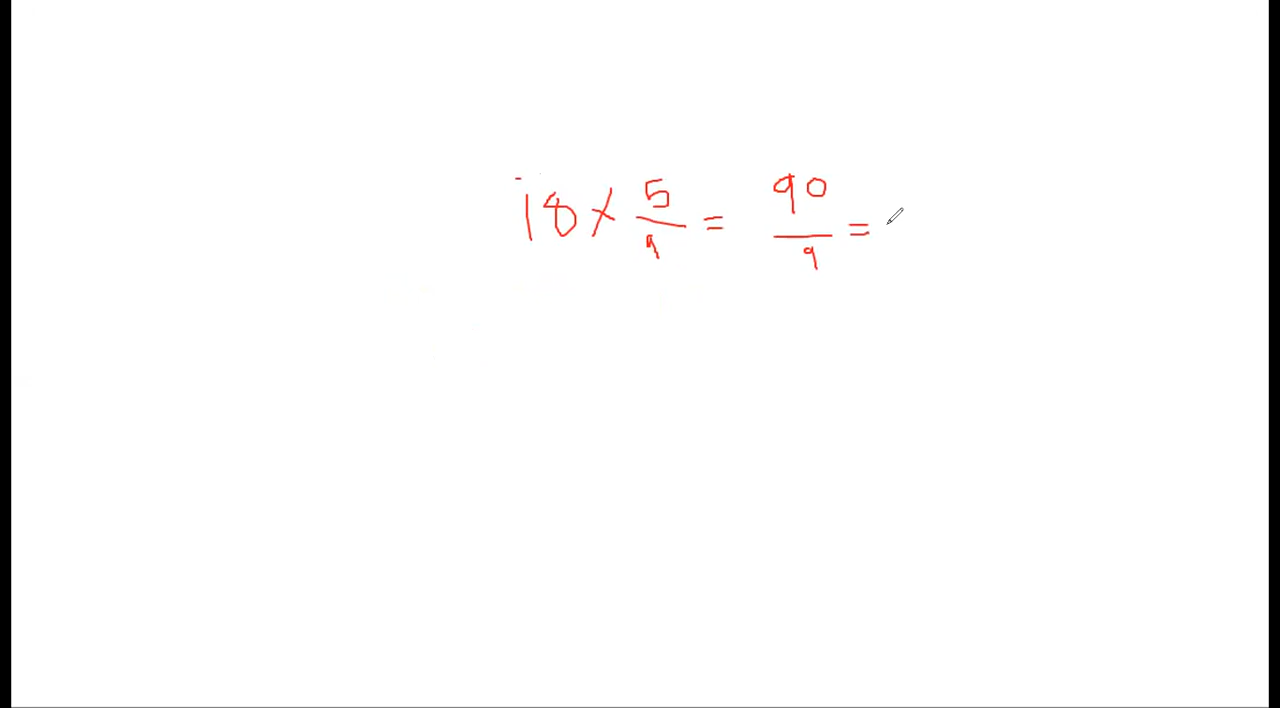 18 × 5/9 = 90/9 =